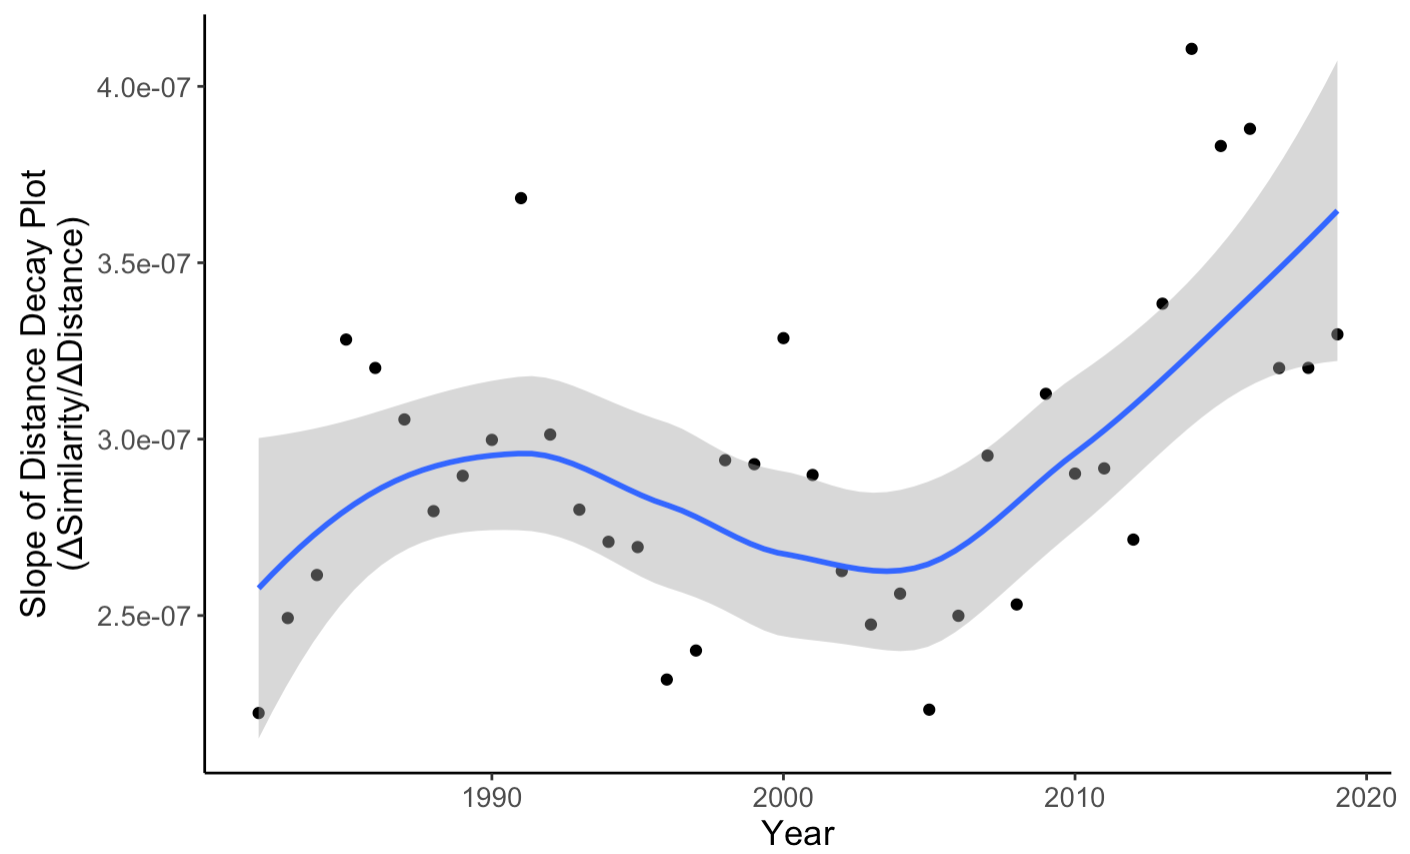 Slope of Distance Decay Plot
(ΔSimilarity/ΔDistance)
4.0e-07
3.5e-07
3.0e-07
2.5e-07
1990
2000
2010
2020
Year